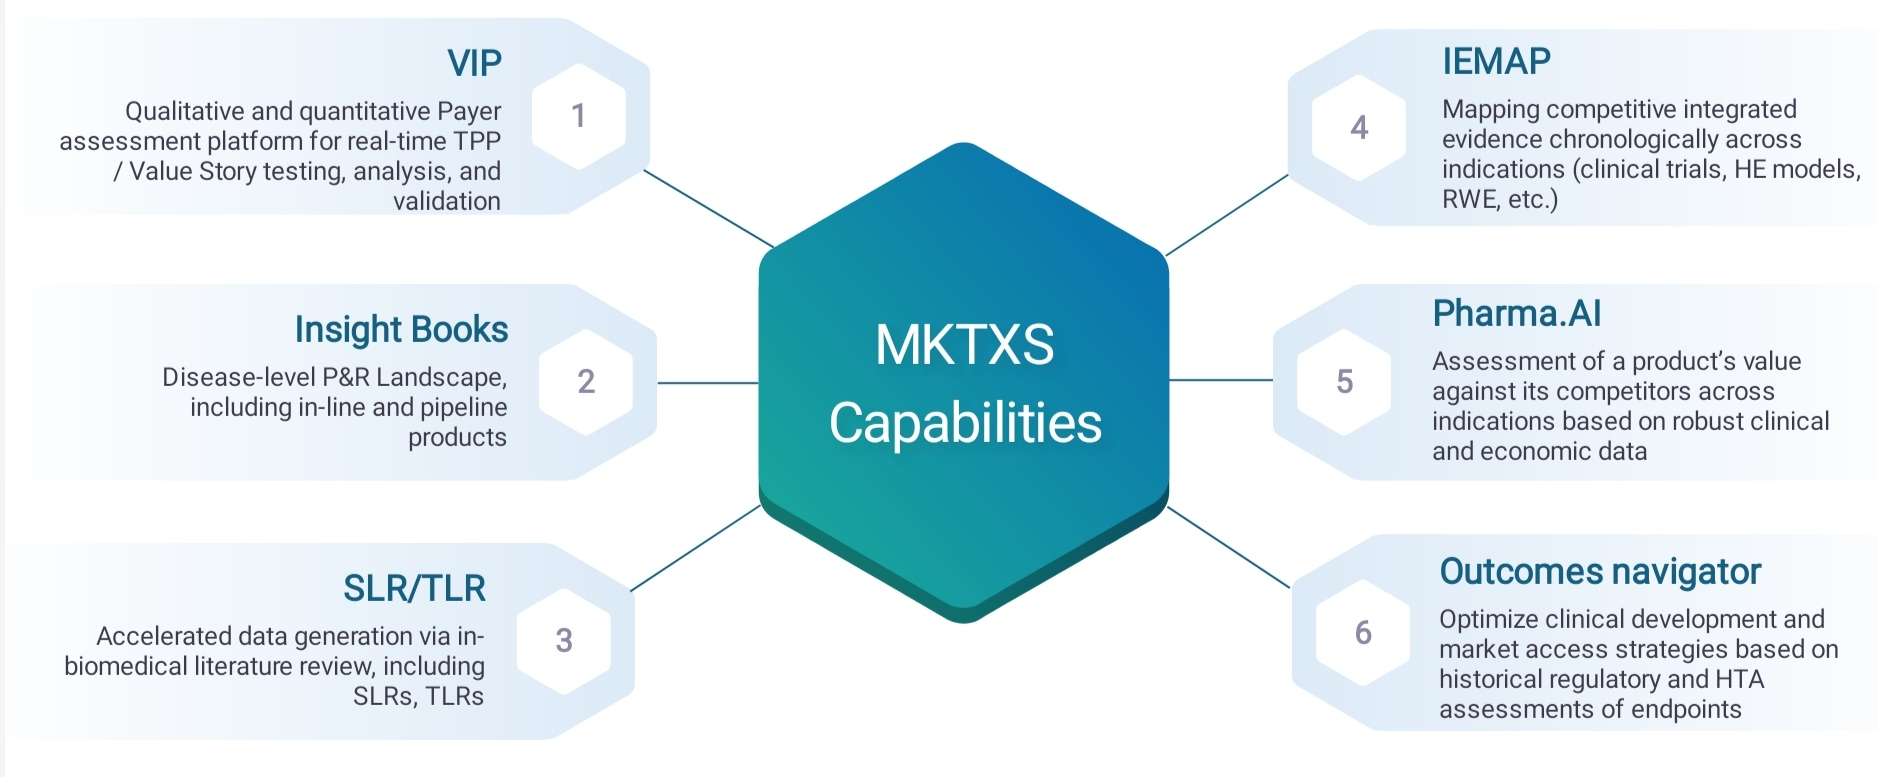 VIP
Qualitative and quantitative Payer
assessment platform for real-time TPP
/ Value Story testing, analysis, and
validation
1
Insight Books
Disease-level P&R Landscape,
including in-line and pipeline
products
2
SLR/TLR
Accelerated data generation via in-
biomedical literature review, including
SLRs, TLRs
3
MKTXS
Capabilities
4
IEMAP
Mapping competitive integrated
evidence chronologically across
indications (clinical trials, HE models,
RWE, etc.)
5
Pharma.AI
Assessment of a product’s value
against its competitors across
indications based on robust clinical
and economic data
6
Outcomes navigator
Optimize clinical development and
market access strategies based on
historical regulatory and HTA
assessments of endpoints